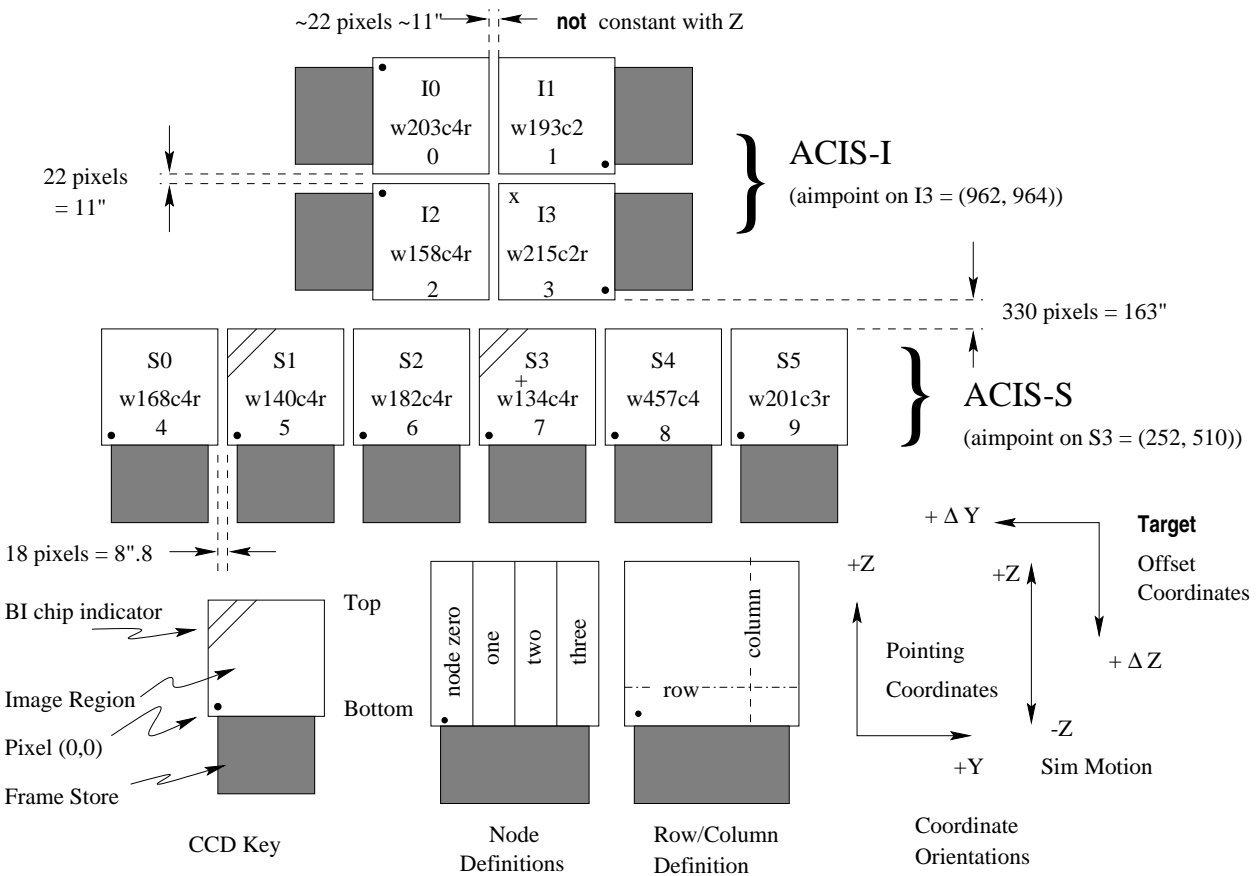 ~22 pixels ~11" not constant with Z
I0
w203c4r
0
I1
w193c2
1
ACIS-I
(aimpoint on I3 = (962, 964))
22 pixels
= 11"
I2
w158c4r
2
x
I3
w215c2r
3
330 pixels = 163"
S0
w168c4r
4
S1
w140c4r
5
S2
w182c4r
6
S3
+
w134c4r
7
S4
w457c4
8
S5
w201c3r
9
ACIS-S
(aimpoint on S3 = (252, 510))
18 pixels = 8".8
BI chip indicator
Image Region
Pixel (0,0)
Frame Store
Top
Bottom
CCD Key
node zero
one
two
three
Node
Definitions
column
row
Row/Column
Definition
+ Δ Y
Target
Offset
Coordinates
+ Δ Z
+Z
Pointing
Coordinates
+Y
+Z
-Z
Sim Motion
Coordinate
Orientations